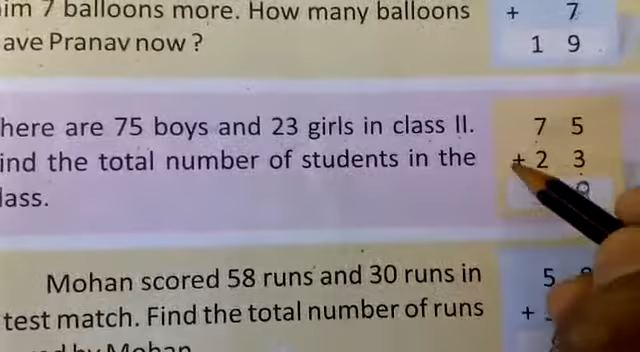 im 7 balloons more. How many balloons
ave Pranav now ?
+ 7
1 9
here are 75 boys and 23 girls in class II.
ind the total number of students in the
lass.
7 5
+ 2 3
Mohan scored 58 runs and 30 runs in
test match. Find the total number of runs
by Mohan
5
+